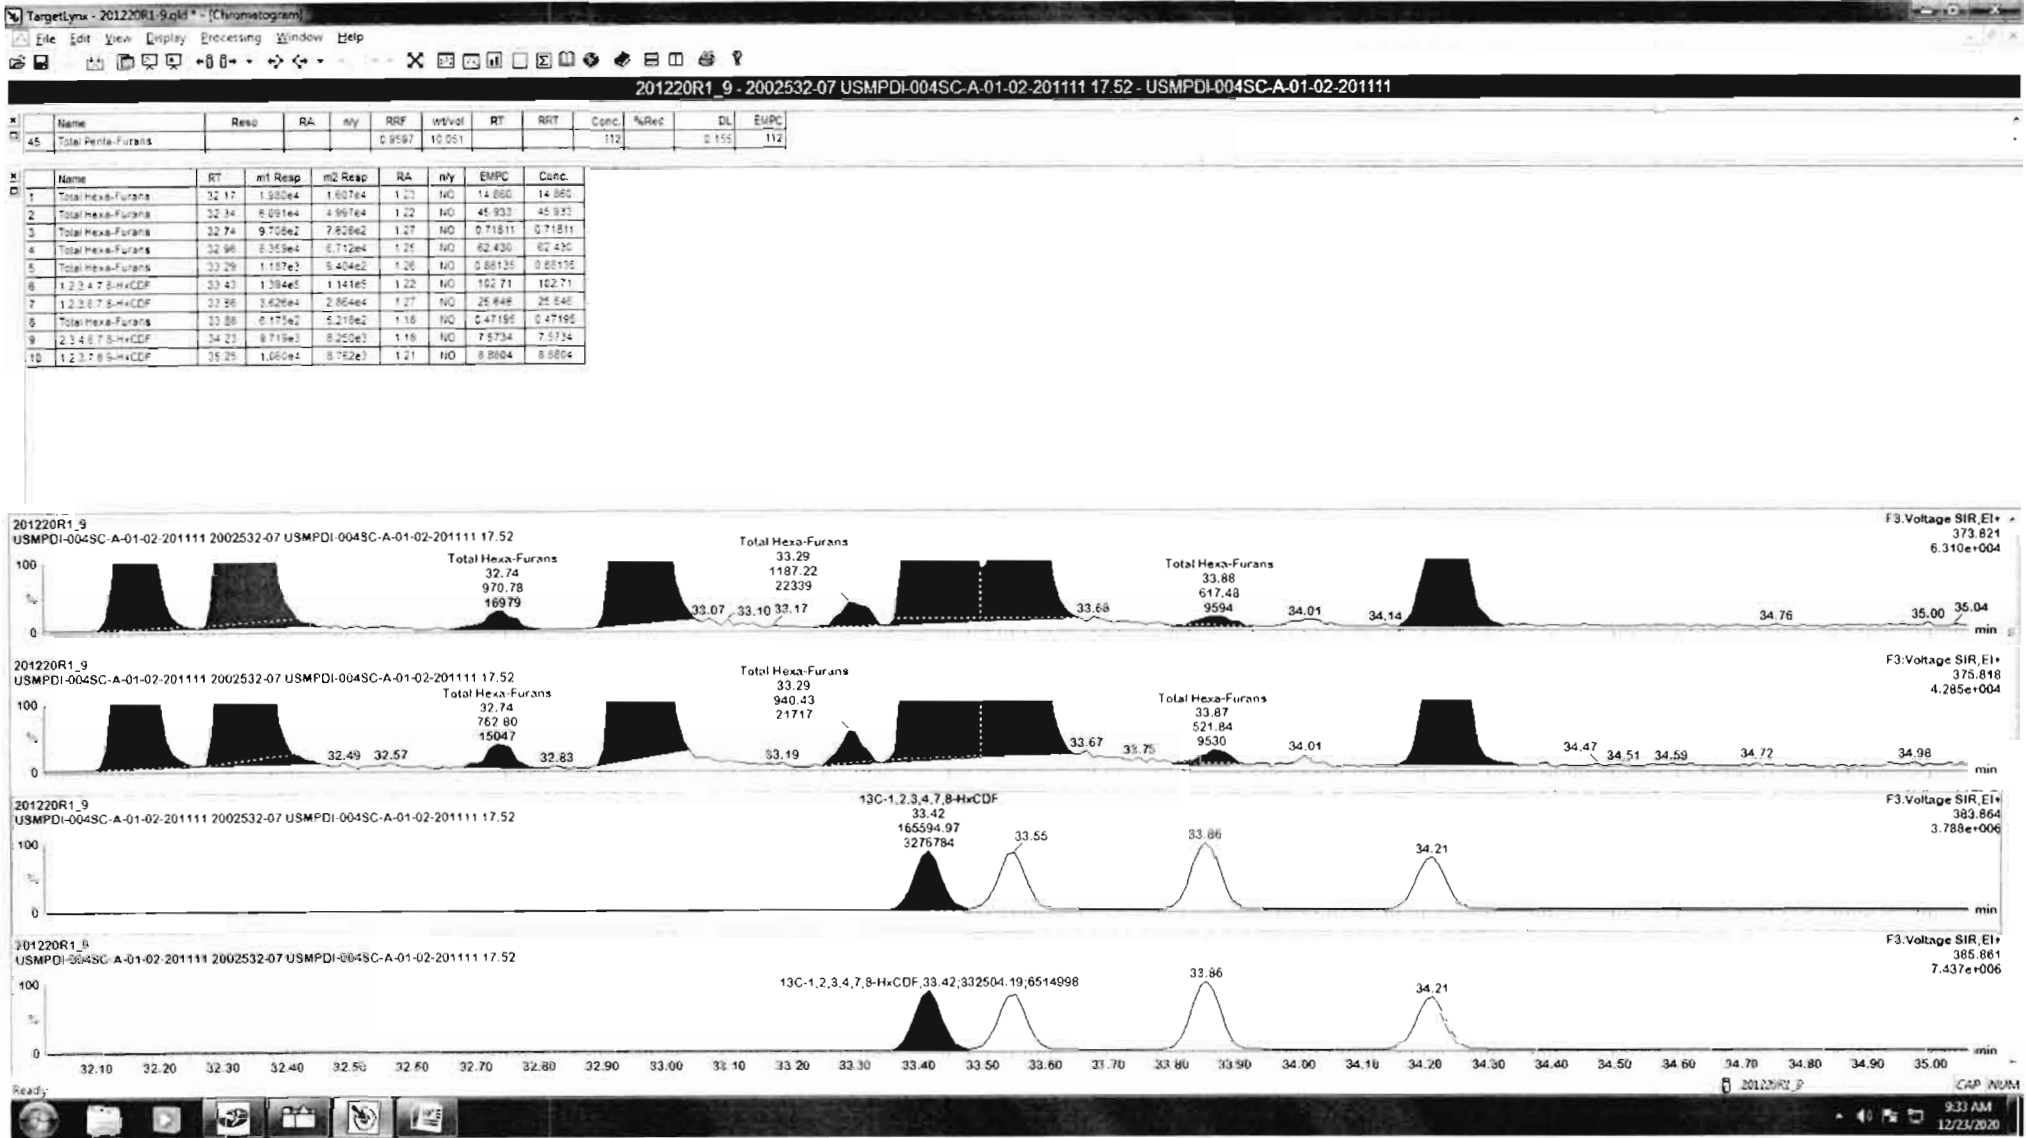 TargetLynx - 201220R1-9.qld * - [Chromatogram]
File Edit View Display Processing Window Help
201220R1_9 - 2002532-07 USMPDI-004SC-A-01-02-201111 17.52 - USMPDI-004SC-A-01-02-201111
Name Resp RA n/y RRF wt/vol RT RRT Conc. %Rec DL EMPC
45 Total Penta-Furans 0.9597 10.051 112 0.155 112
Name RT m1 Resp m2 Resp RA n/y EMPC Conc.
1 Total Hexa-Furans 32.17 1.980e4 1.607e4 1.23 NO 14.860 14.860
2 Total Hexa-Furans 32.34 6.091e4 4.997e4 1.22 NO 45.933 45.933
3 Total Hexa-Furans 32.74 9.708e2 7.628e2 1.27 NO 0.71811 0.71811
4 Total Hexa-Furans 32.96 8.359e4 6.712e4 1.25 NO 62.430 62.430
5 Total Hexa-Furans 33.29 1.187e3 9.404e2 1.26 NO 0.88135 0.88135
6 1,2,3,4,7,8-HxCDF 33.43 1.394e5 1.141e5 1.22 NO 102.71 102.71
7 1,2,3,6,7,8-HxCDF 3.626e4 2.864e4 1.27 NO 25.646 25.646
8 Total Hexa-Furans 33.88 6.175e2 5.218e2 1.18 NO 0.47195 0.47195
9 2,3,4,6,7,8-HxCDF 34.23 9.719e3 8.250e3 1.18 NO 7.5734 7.5734
10 1,2,3,7,8,9-HxCDF 35.25 1.060e4 8.762e3 1.21 NO 8.8804 8.8804
201220R1_9
USMPDI-004SC-A-01-02-201111 2002532-07 USMPDI-004SC-A-01-02-201111 17.52
F3:Voltage SIR,EI+
373.821
6.310e+004
Total Hexa-Furans
32.74
970.78
16979
Total Hexa-Furans
33.29
1187.22
22339
Total Hexa-Furans
33.88
617.48
9594
100
%
0
33.07 33.10 33.17 33.68 34.01 34.14 34.76 35.00 35.04
min
201220R1_9
USMPDI-004SC-A-01-02-201111 2002532-07 USMPDI-004SC-A-01-02-201111 17.52
F3:Voltage SIR,EI+
375.818
4.285e+004
Total Hexa-Furans
32.74
762.80
15047
Total Hexa-Furans
33.29
940.43
21717
Total Hexa-Furans
33.87
521.84
9530
100
%
0
32.49 32.57 32.83 33.19 33.67 33.75 34.01 34.47 34.51 34.59 34.72 34.98
min
201220R1_9
USMPDI-004SC-A-01-02-201111 2002532-07 USMPDI-004SC-A-01-02-201111 17.52
F3:Voltage SIR,EI+
383.864
3.788e+006
13C-1,2,3,4,7,8-HxCDF
33.42
165594.97
3276784
33.55 33.86 34.21
100
%
0
min
201220R1_9
USMPDI-004SC-A-01-02-201111 2002532-07 USMPDI-004SC-A-01-02-201111 17.52
F3:Voltage SIR,EI+
385.861
7.437e+006
13C-1,2,3,4,7,8-HxCDF,33.42;332504.19;6514998
33.86 34.21
100
%
0
min
32.10 32.20 32.30 32.40 32.50 32.60 32.70 32.80 32.90 33.00 33.10 33.20 33.30 33.40 33.50 33.60 33.70 33.80 33.90 34.00 34.10 34.20 34.30 34.40 34.50 34.60 34.70 34.80 34.90 35.00
Ready
201220R1_9
CAP NUM
9:33 AM
12/23/2020